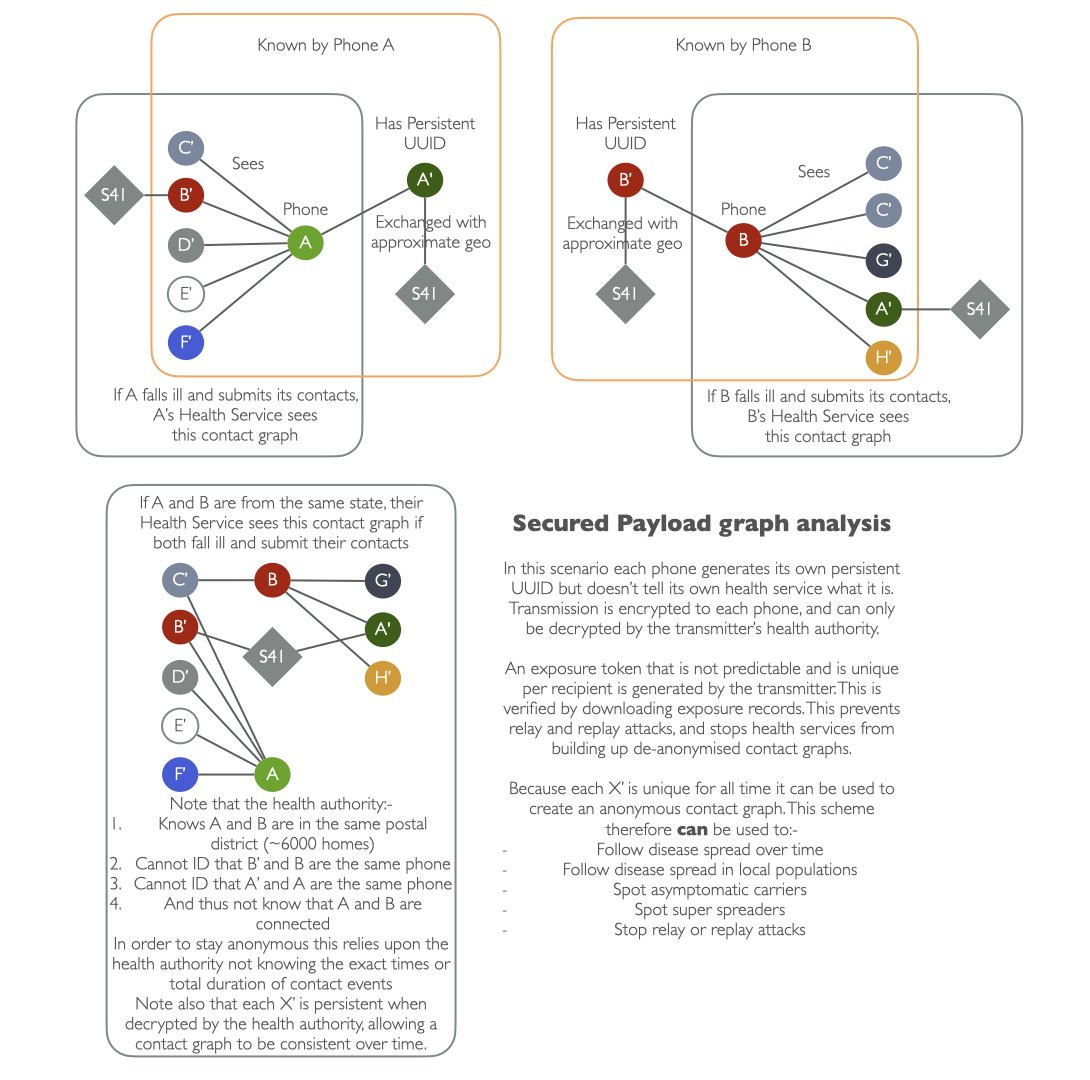 Known by Phone A
Has Persistent
UUID
C'
Sees
S41
B'
A'
Phone
Exchanged with
approximate geo
D'
A
E'
S41
F'
If A falls ill and submits its contacts,
A's Health Service sees
this contact graph
Known by Phone B
Has Persistent
UUID
B'
Sees
C'
Phone
C'
Exchanged with
approximate geo
B
G'
S41
A'
S41
H'
If B falls ill and submits its contacts,
B's Health Service sees
this contact graph
If A and B are from the same state, their
Health Service sees this contact graph if
both fall ill and submit their contacts
C'
B
G'
B'
A'
S41
D'
H'
E'
F'
A
Note that the health authority:-
1. Knows A and B are in the same postal
district (~6000 homes)
2. Cannot ID that B' and B are the same phone
3. Cannot ID that A' and A are the same phone
4. And thus not know that A and B are
connected
In order to stay anonymous this relies upon the
health authority not knowing the exact times or
total duration of contact events
Note also that each X' is persistent when
decrypted by the health authority, allowing a
contact graph to be consistent over time.
Secured Payload graph analysis
In this scenario each phone generates its own persistent
UUID but doesn't tell its own health service what it is.
Transmission is encrypted to each phone, and can only
be decrypted by the transmitter's health authority.
An exposure token that is not predictable and is unique
per recipient is generated by the transmitter. This is
verified by downloading exposure records. This prevents
relay and replay attacks, and stops health services from
building up de-anonymised contact graphs.
Because each X' is unique for all time it can be used to
create an anonymous contact graph. This scheme
therefore can be used to:-
- Follow disease spread over time
- Follow disease spread in local populations
- Spot asymptomatic carriers
- Spot super spreaders
- Stop relay or replay attacks